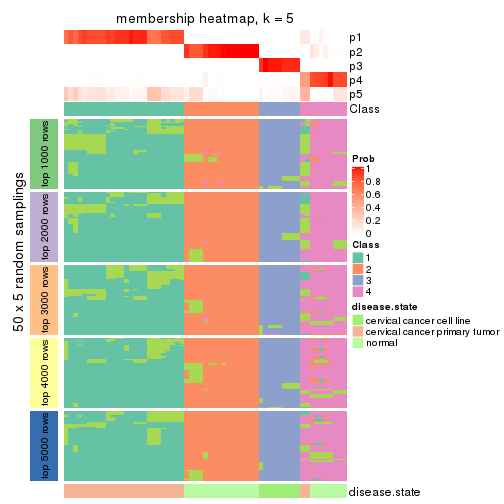 membership heatmap, k = 5
p1
p2
p3
p4
p5
Class
50 x 5 random samplings
top 1000 rows
top 2000 rows
top 3000 rows
top 4000 rows
top 5000 rows
Prob
1
0.8
0.6
0.4
0.2
0
Class
1
2
3
4
disease.state
cervical cancer cell line
cervical cancer primary tumor
normal
disease.state